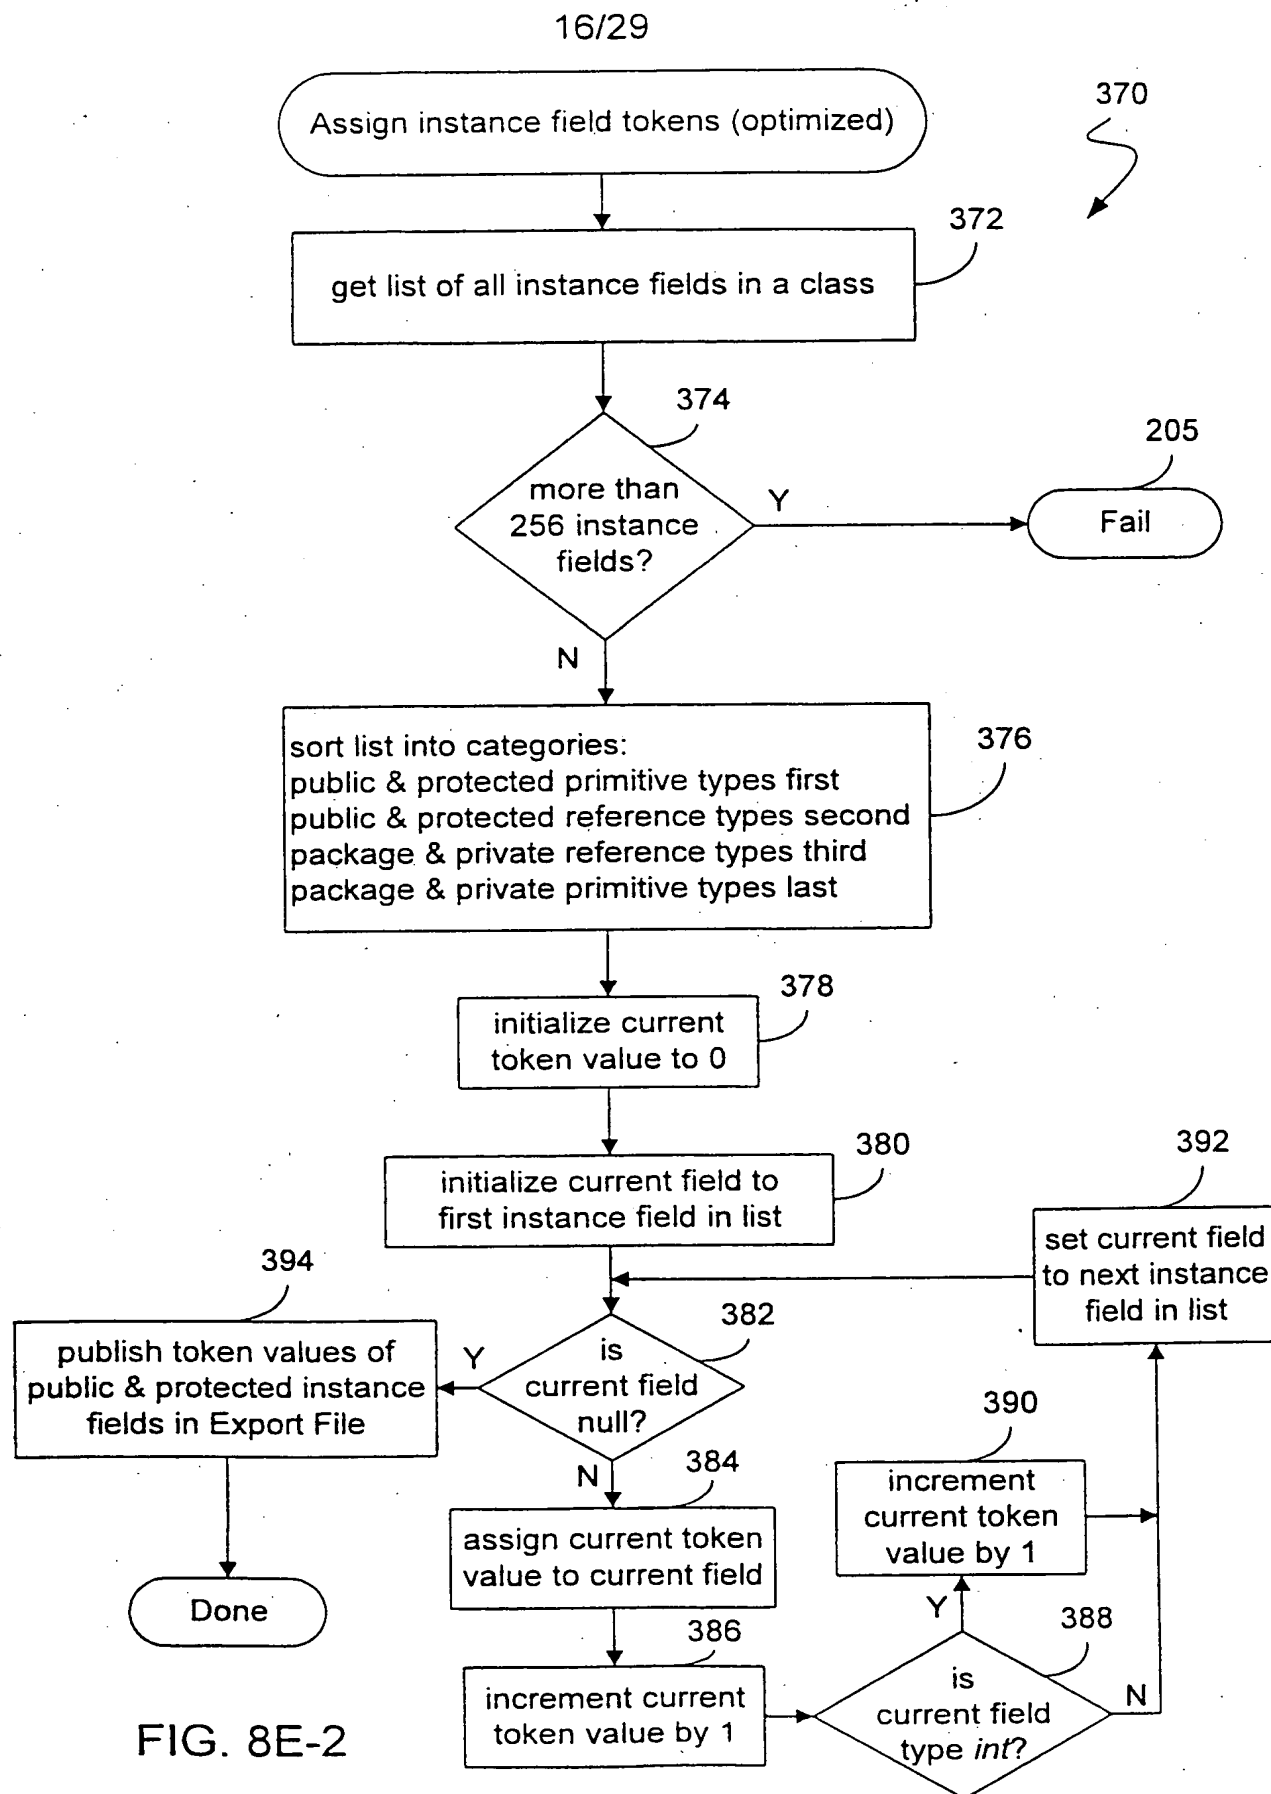 16/29
Assign instance field tokens (optimized)
370
372
get list of all instance fields in a class
374
more than
256 instance
fields?
Y
205
Fail
N
376
sort list into categories:
public & protected primitive types first
public & protected reference types second
package & private reference types third
package & private primitive types last
378
initialize current
token value to 0
380
initialize current field to
first instance field in list
392
set current field
to next instance
field in list
394
publish token values of
public & protected instance
fields in Export File
Y
382
is
current field
null?
N
384
assign current token
value to current field
390
increment
current token
value by 1
Done
386
increment current
token value by 1
Y
388
is
current field
type int?
N
FIG. 8E-2